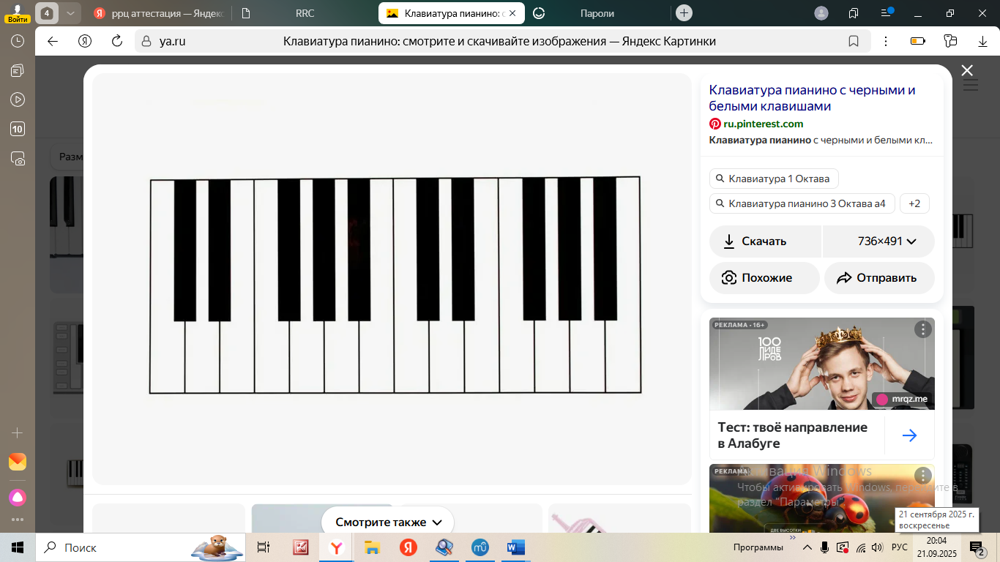 Войти
4
ррц аттестация — Яндекс
RRC
Клавиатура пианино: с
Пароли
ya.ru
Клавиатура пианино: смотрите и скачивайте изображения — Яндекс Картинки
10
Разм
Клавиатура пианино с черными и
белыми клавишами
ru.pinterest.com
Клавиатура пианино с черными и белыми кл...
Клавиатура 1 Октава
Клавиатура пианино 3 Октава а4
+2
Скачать
736×491
Похожие
Отправить
РЕКЛАМА • 16+
100
ЛИДЕ
РОВ
mrqz.me
Тест: твоё направление
в Алабуге
РЕКЛАМА
Активация Windows
Чтобы активировать Windows, перейдите в
раздел "Параметры".
ДВЕ ВЫСОТКИ
Смотрите также
21 сентября 2025 г.
воскресенье
Поиск
Программы
РУС
20:04
21.09.2025
2